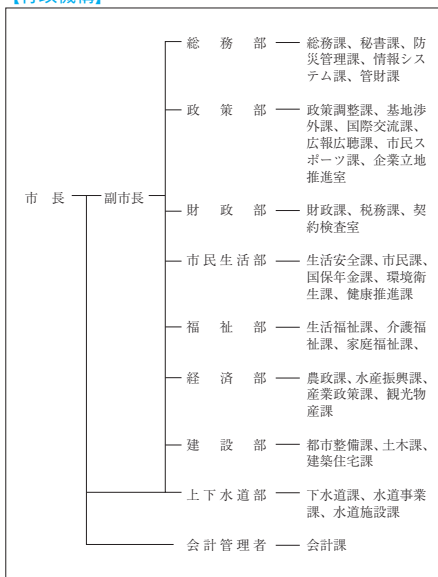 総務部 総務課、秘書課、防
災管理課、情報シス
テム課、管財課
政策部 政策調整課、基地渉
外課、国際交流課、
広報広聴課、市民ス
ポーツ課、企業立地
推進室
市長 副市長
財政部 財政課、税務課、契
約検査室
市民生活部 生活安全課、市民課、
国保年金課、環境衛
生課、健康推進課
福祉部 生活福祉課、介護福
祉課、家庭福祉課、
経済部 農政課、水産振興課、
産業政策課、観光物
産課
建設部 都市整備課、土木課、
建築住宅課
上下水道部 下水道課、水道事業
課、水道施設課
会計管理者 会計課